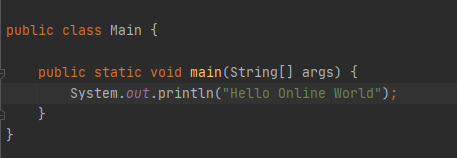 public class Main {
public static void main(String[] args) {
System.out.println("Hello Online World");
}
}